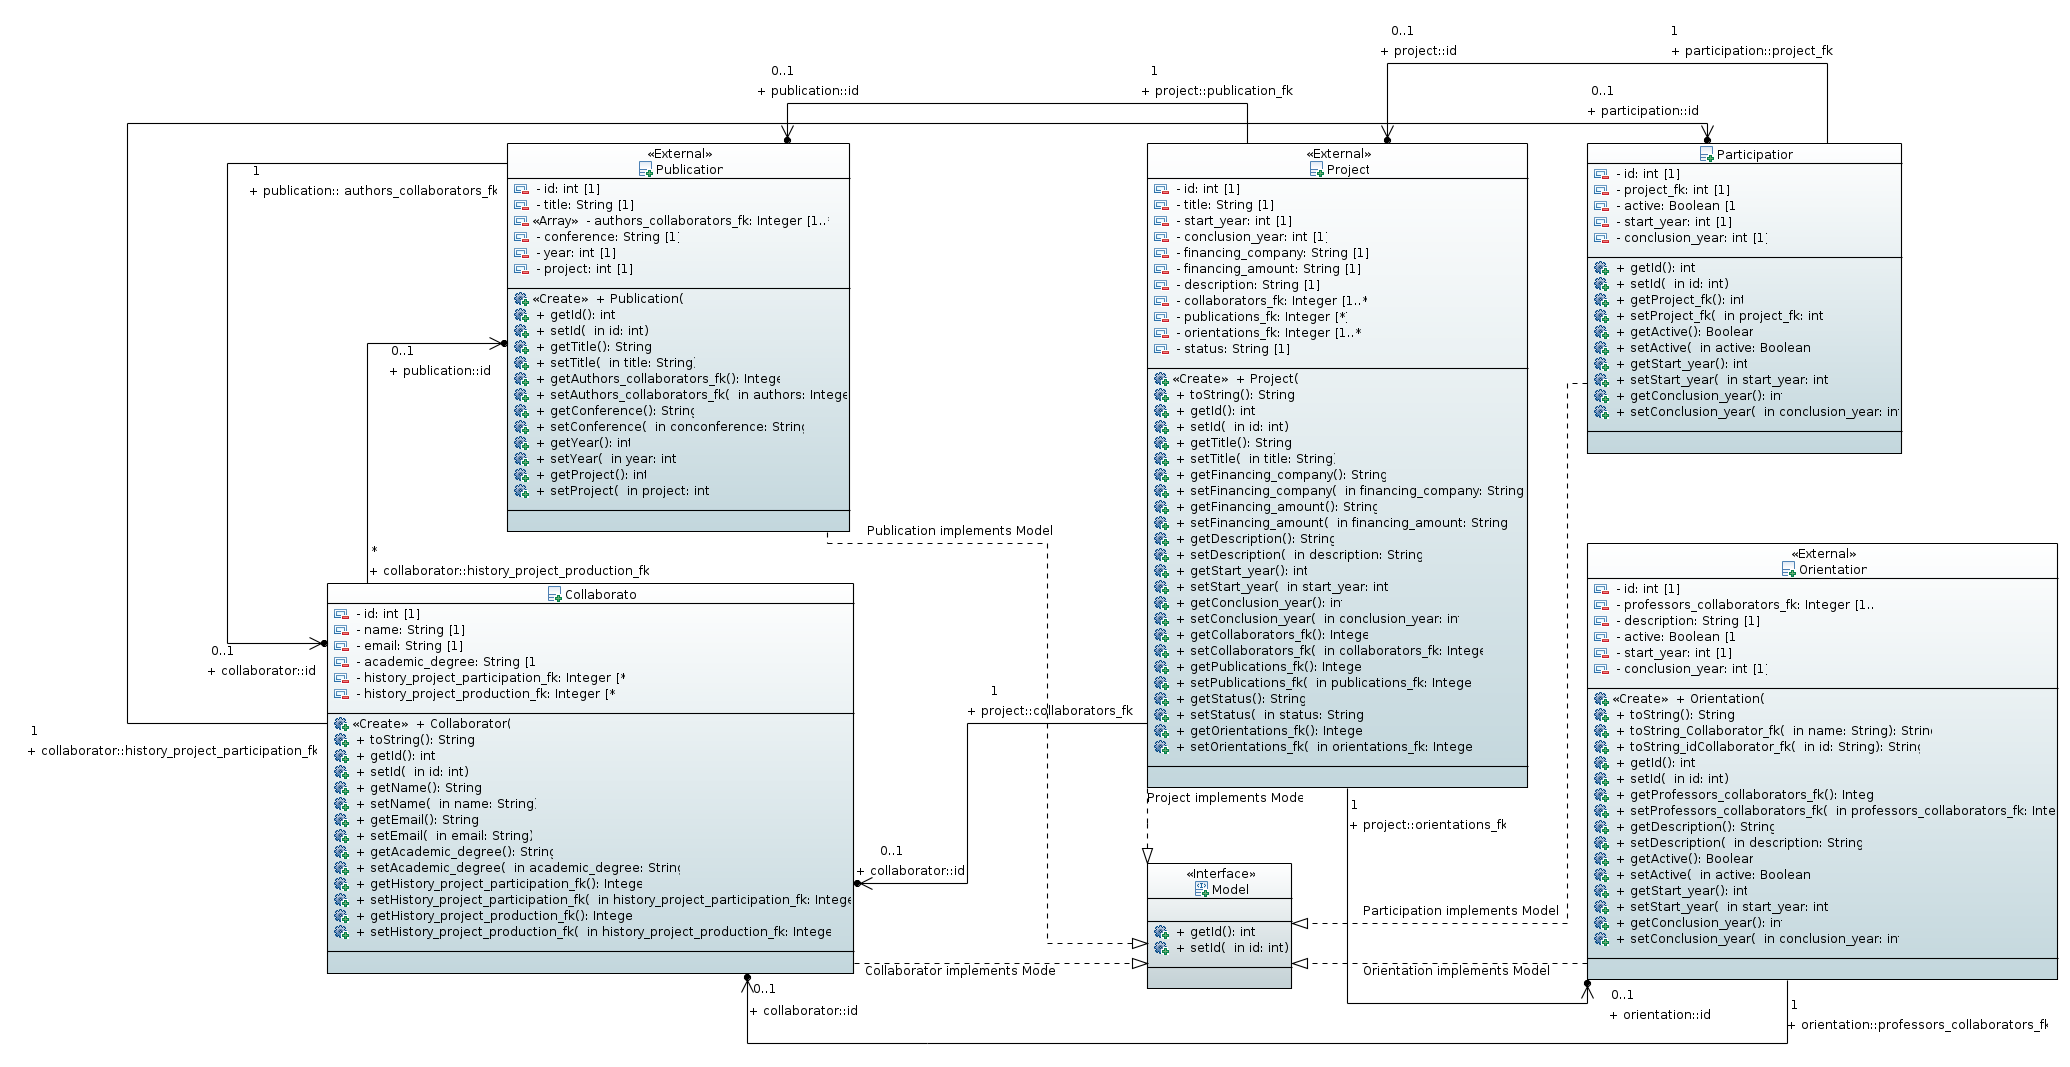 0..1
+ project::id
1
+ participation::project_fk
0..1
+ publication::id
1
+ project::publication_fk
0..1
+ participation::id
1
+ publication:: authors_collaborators_fk
«External»
Publication
- id: int [1]
- title: String [1]
«Array» - authors_collaborators_fk: Integer [1..*
- conference: String [1]
- year: int [1]
- project: int [1]
«Create» + Publication(
+ getId(): int
+ setId( in id: int)
+ getTitle(): String
+ setTitle( in title: String)
+ getAuthors_collaborators_fk(): Intege
+ setAuthors_collaborators_fk( in authors: Intege
+ getConference(): String
+ setConference( in conconference: String
+ getYear(): int
+ setYear( in year: int
+ getProject(): int
+ setProject( in project: int
0..1
+ publication::id
*
+ collaborator::history_project_production_fk
0..1
+ collaborator::id
1
+ collaborator::history_project_participation_fk
Collaborato
- id: int [1]
- name: String [1]
- email: String [1]
- academic_degree: String [1
- history_project_participation_fk: Integer [*
- history_project_production_fk: Integer [*
«Create» + Collaborator(
+ toString(): String
+ getId(): int
+ setId( in id: int)
+ getName(): String
+ setName( in name: String)
+ getEmail(): String
+ setEmail( in email: String)
+ getAcademic_degree(): String
+ setAcademic_degree( in academic_degree: String
+ getHistory_project_participation_fk(): Intege
+ setHistory_project_participation_fk( in history_project_participation_fk: Intege
+ getHistory_project_production_fk(): Intege
+ setHistory_project_production_fk( in history_project_production_fk: Intege
«External»
Project
- id: int [1]
- title: String [1]
- start_year: int [1]
- conclusion_year: int [1]
- financing_company: String [1]
- financing_amount: String [1]
- description: String [1]
- collaborators_fk: Integer [1..*
- publications_fk: Integer [*]
- orientations_fk: Integer [1..*
- status: String [1]
«Create» + Project(
+ toString(): String
+ getId(): int
+ setId( in id: int)
+ getTitle(): String
+ setTitle( in title: String)
+ getFinancing_company(): String
+ setFinancing_company( in financing_company: String
+ getFinancing_amount(): String
+ setFinancing_amount( in financing_amount: String
+ getDescription(): String
+ setDescription( in description: String
+ getStart_year(): int
+ setStart_year( in start_year: int
+ getConclusion_year(): in
+ setConclusion_year( in conclusion_year: in
+ getCollaborators_fk(): Intege
+ setCollaborators_fk( in collaborators_fk: Intege
+ getPublications_fk(): Intege
+ setPublications_fk( in publications_fk: Intege
+ getStatus(): String
+ setStatus( in status: String
+ getOrientations_fk(): Intege
+ setOrientations_fk( in orientations_fk: Intege
Participation
- id: int [1]
- project_fk: int [1]
- active: Boolean [1
- start_year: int [1]
- conclusion_year: int [1]
+ getId(): int
+ setId( in id: int)
+ getProject_fk(): int
+ setProject_fk( in project_fk: int
+ getActive(): Boolean
+ setActive( in active: Boolean
+ getStart_year(): int
+ setStart_year( in start_year: int
+ getConclusion_year(): in
+ setConclusion_year( in conclusion_year: in
«External»
Orientation
- id: int [1]
- professors_collaborators_fk: Integer [1..
- description: String [1]
- active: Boolean [1
- start_year: int [1]
- conclusion_year: int [1]
«Create» + Orientation(
+ toString(): String
+ toString_Collaborator_fk( in name: String): String
+ toString_idCollaborator_fk( in id: String): String
+ getId(): int
+ setId( in id: int)
+ getProfessors_collaborators_fk(): Integ
+ setProfessors_collaborators_fk( in professors_collaborators_fk: Inte
+ getDescription(): String
+ setDescription( in description: String
+ getActive(): Boolean
+ setActive( in active: Boolean
+ getStart_year(): int
+ setStart_year( in start_year: int
+ getConclusion_year(): in
+ setConclusion_year( in conclusion_year: in
Publication implements Model
1
+ project::collaborators_fk
0..1
+ collaborator::id
Project implements Mode
1
+ project::orientations_fk
«Interface»
Model
+ getId(): int
+ setId( in id: int)
Participation implements Model
Collaborator implements Mode
Orientation implements Model
0..1
+ collaborator::id
0..1
+ orientation::id
1
+ orientation::professors_collaborators_fk